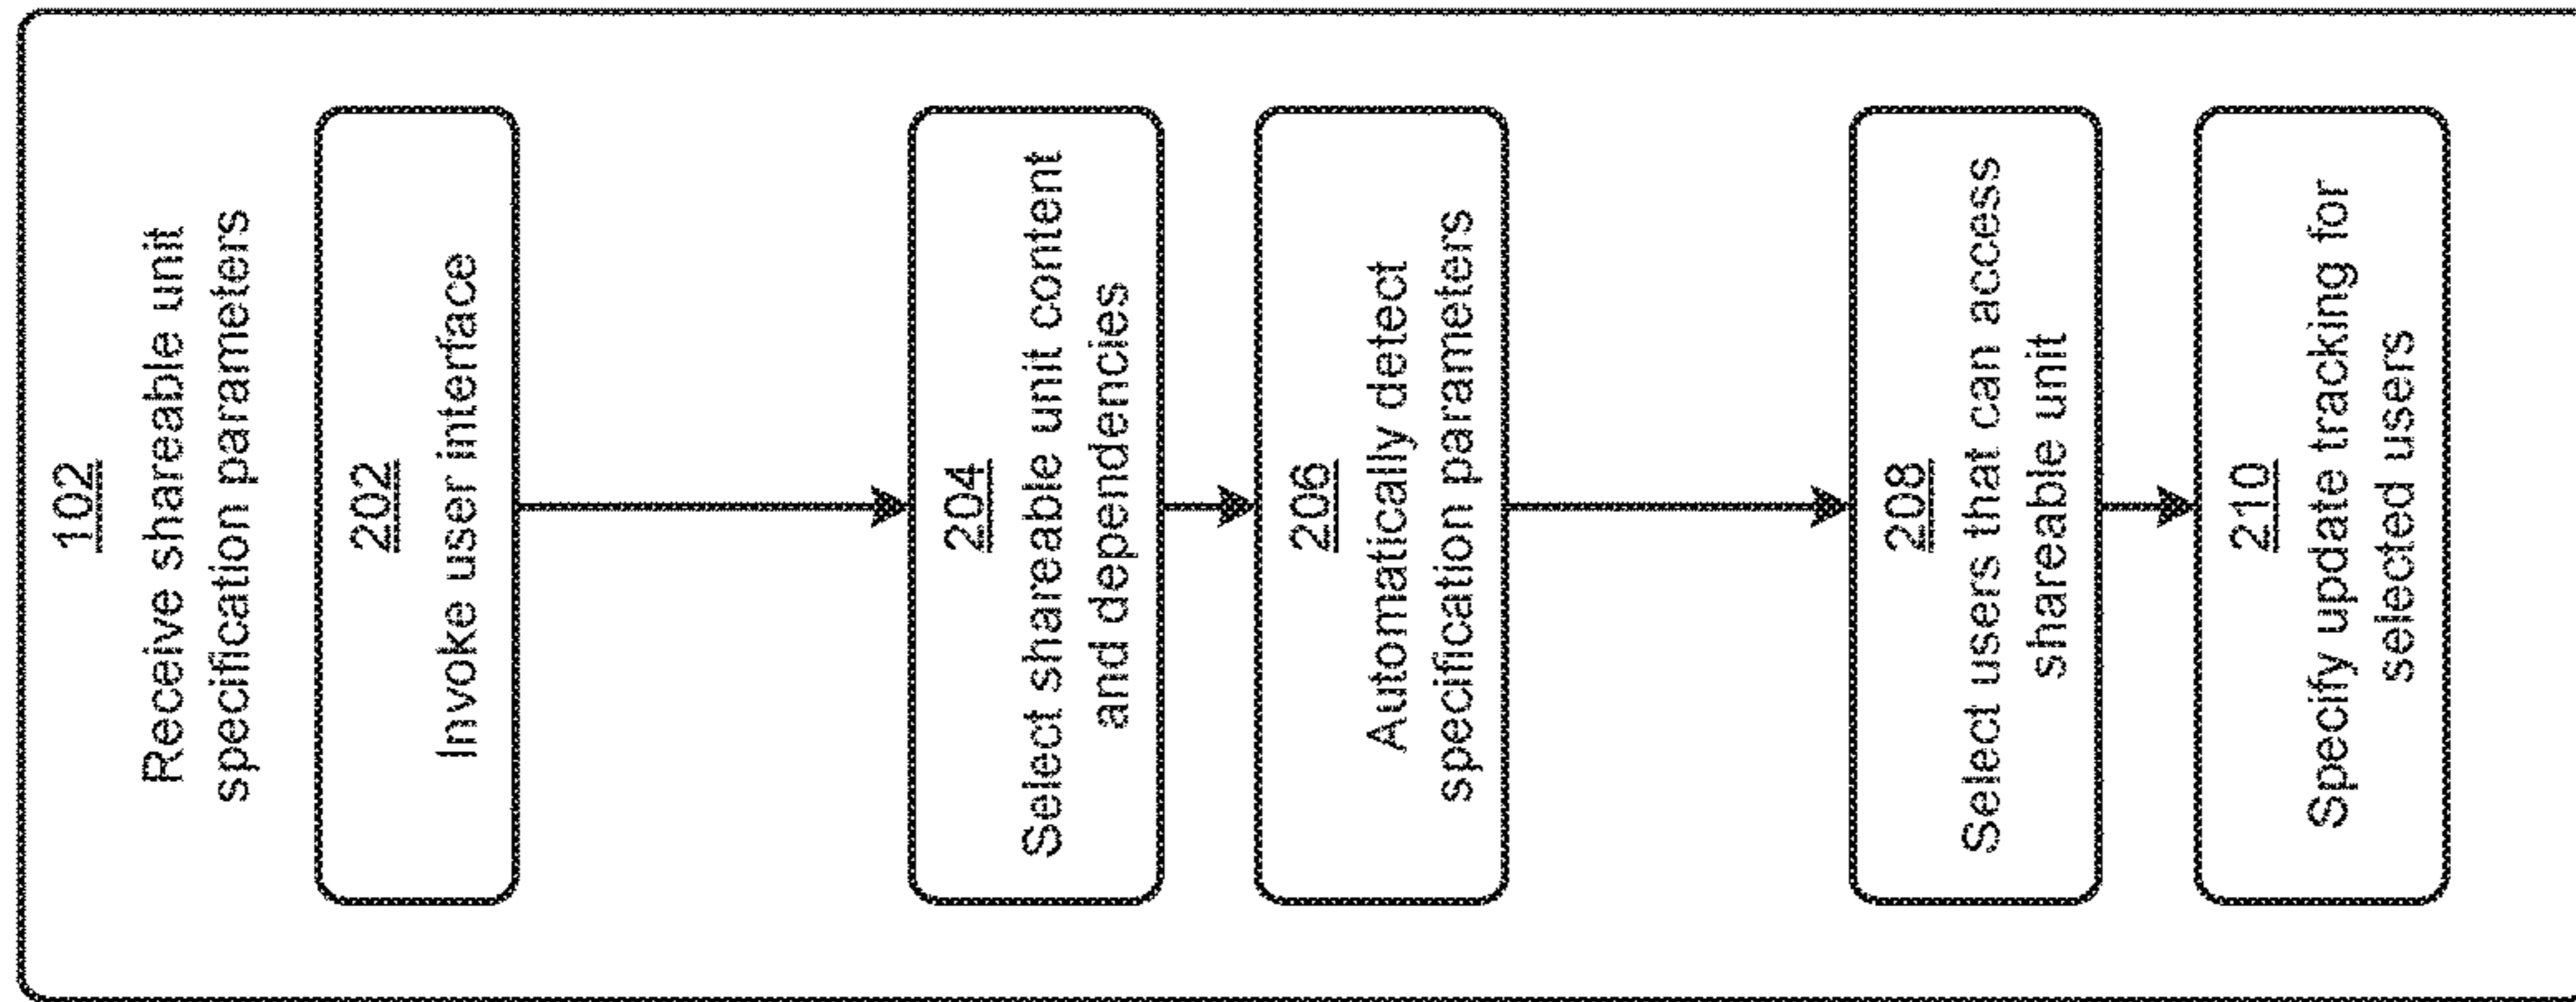 102
Receive shareable unit
specification parameters
202
Invoke user interface
204
Select shareable unit content
and dependencies
206
Automatically detect
specification parameters
208
Select users that can access
shareable unit
210
Specify update tracking for
selected users